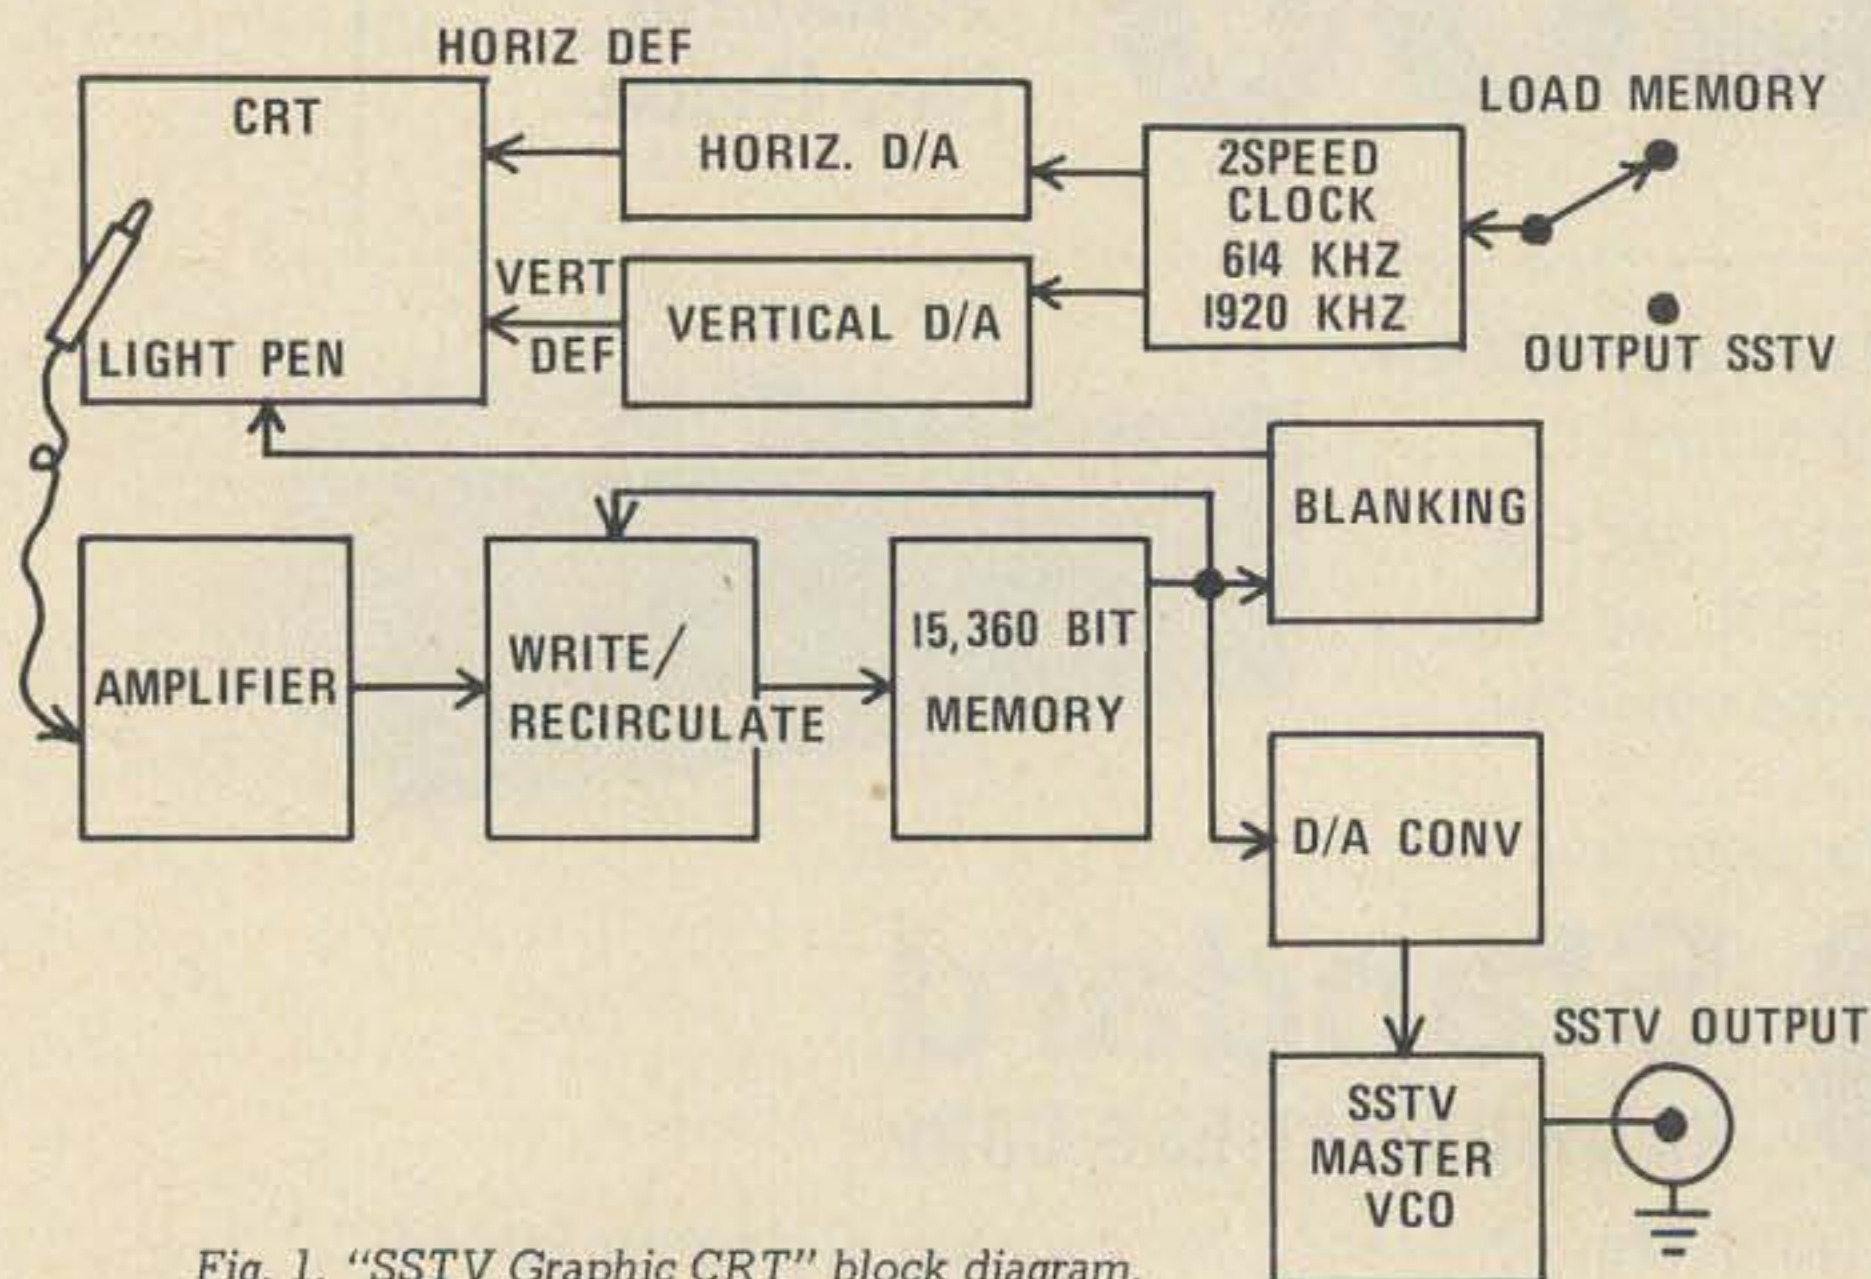 HORIZ DEF
CRT
HORIZ. D/A
2SPEED
CLOCK
614 KHZ
1920 KHZ
LOAD MEMORY
OUTPUT SSTV
VERT
DEF
VERTICAL D/A
LIGHT PEN
BLANKING
AMPLIFIER
WRITE/
RECIRCULATE
15,360 BIT
MEMORY
D/A CONV
SSTV
MASTER
VCO
SSTV OUTPUT
Fig. 1. "SSTV Graphic CRT" block diagram.